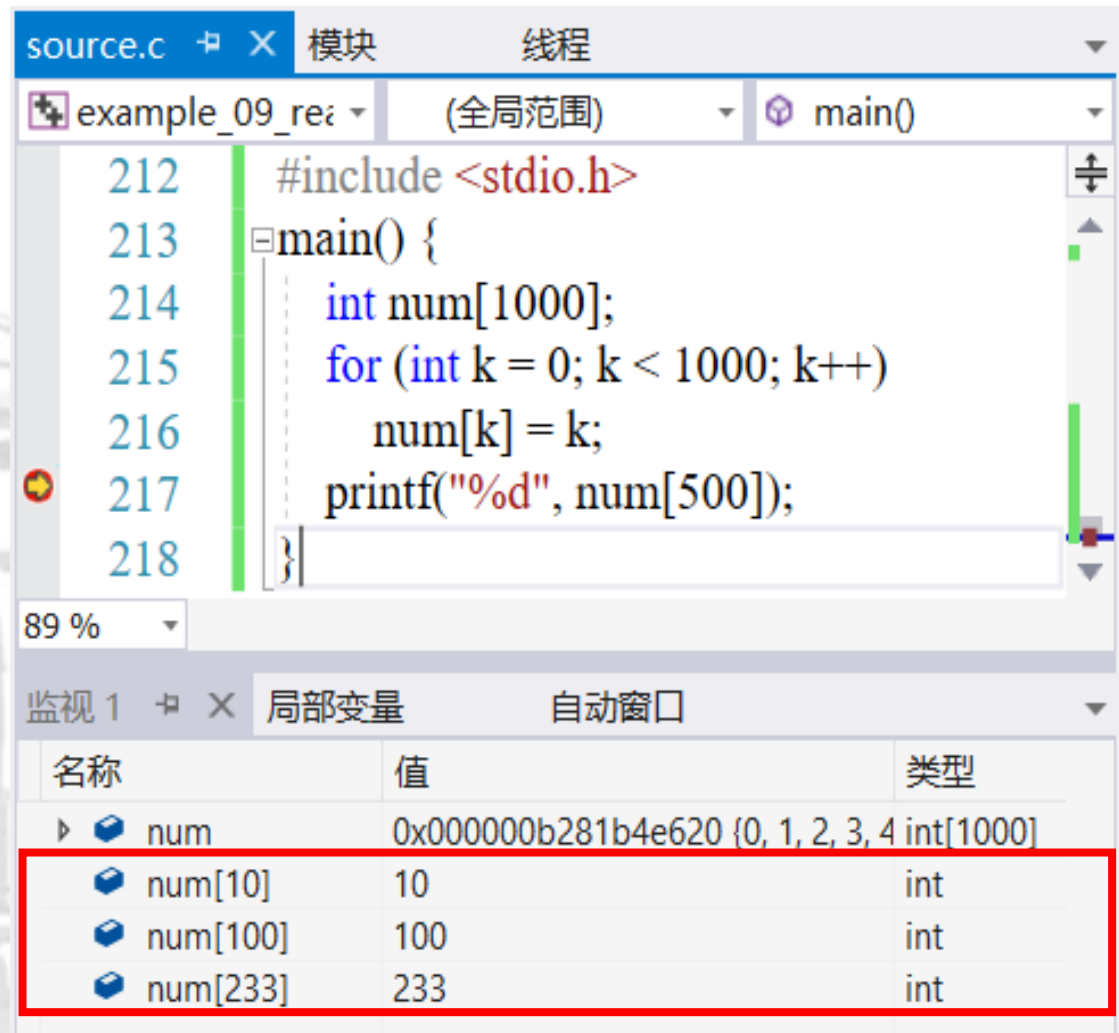 source.c 模块 线程
example_09_rea (全局范围) main()
212 #include <stdio.h>
213 main() {
214 int num[1000];
215 for (int k = 0; k < 1000; k++)
216 num[k] = k;
217 printf("%d", num[500]);
218 }
89 %
监视 1 局部变量 自动窗口
名称 值 类型
num 0x000000b281b4e620 {0, 1, 2, 3, 4 int[1000]
num[10] 10 int
num[100] 100 int
num[233] 233 int